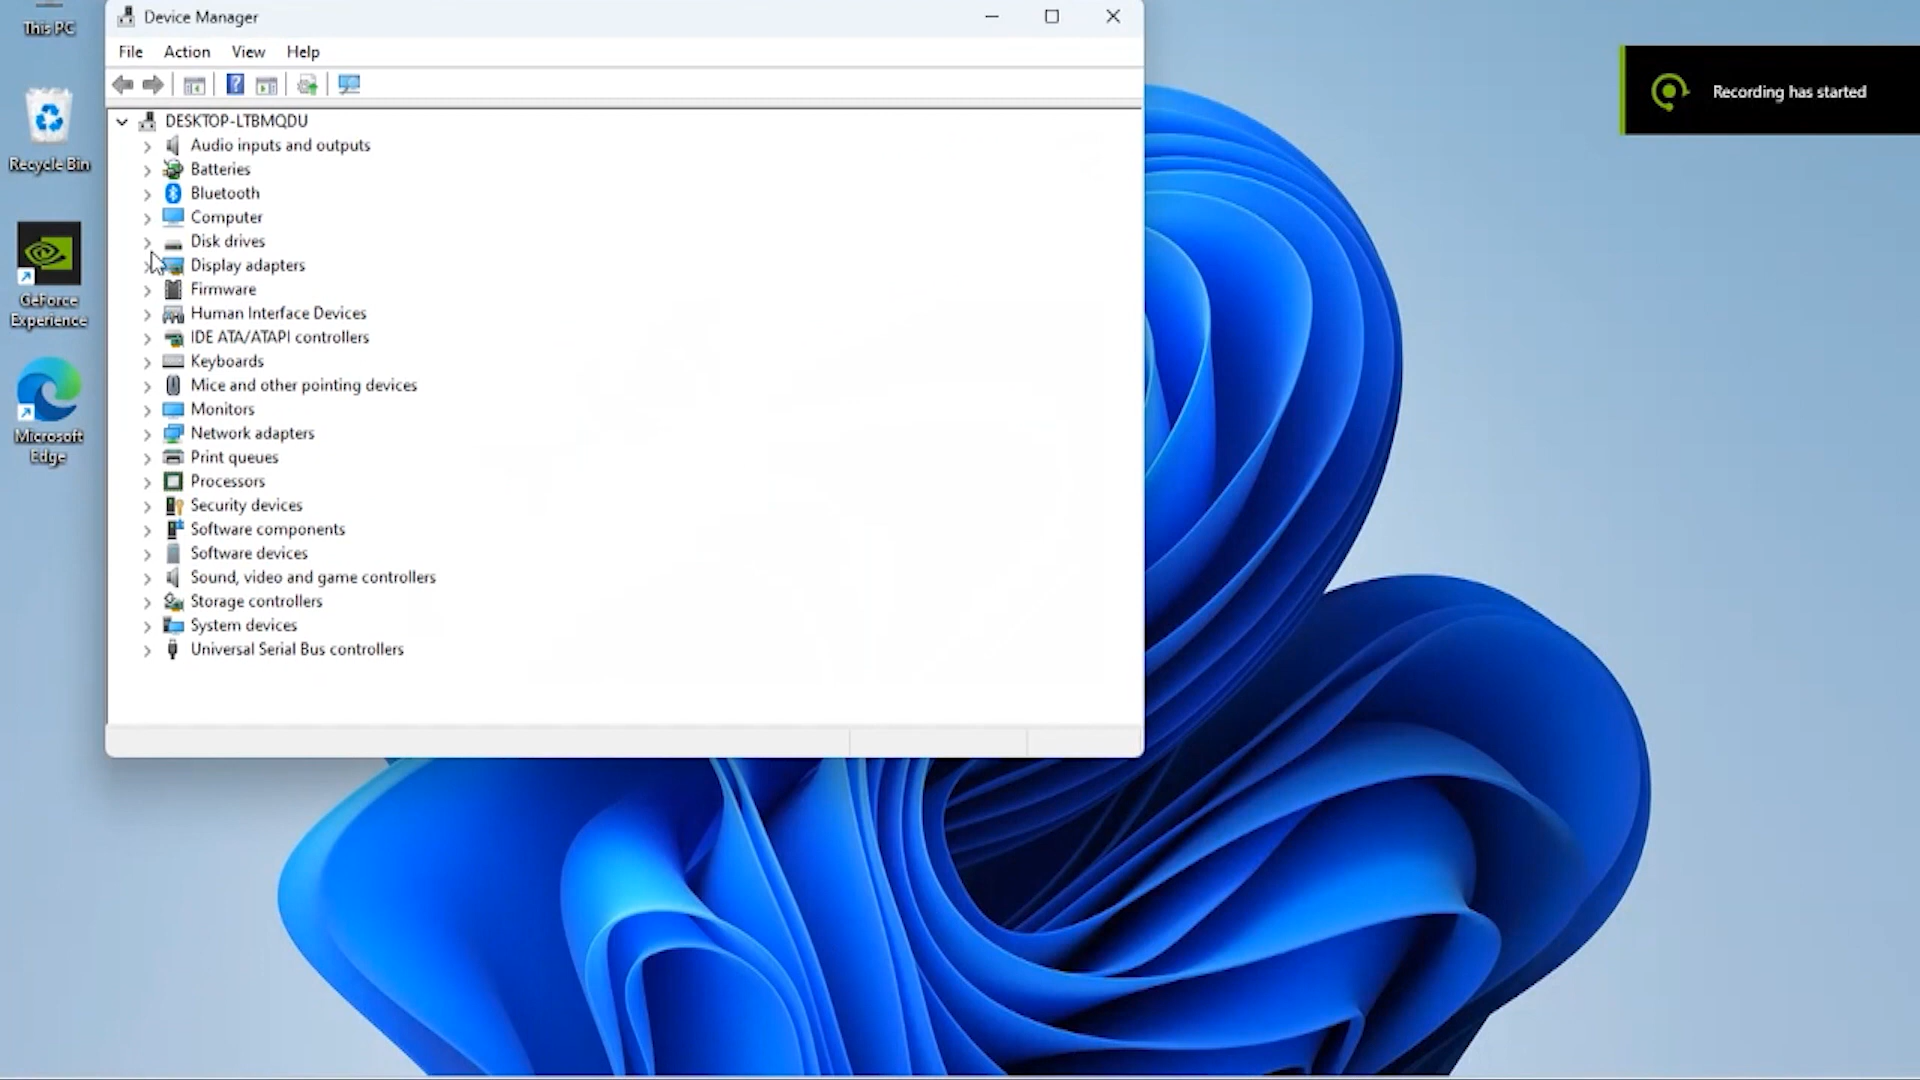 This PC
Recycle Bin
GeForce
Experience
Microsoft
Edge
Device Manager
File Action View Help
?
DESKTOP-LTBMQDU
Audio inputs and outputs
Batteries
Bluetooth
Computer
Disk drives
Display adapters
Firmware
Human Interface Devices
IDE ATA/ATAPI controllers
Keyboards
Mice and other pointing devices
Monitors
Network adapters
Print queues
Processors
Security devices
Software components
Software devices
Sound, video and game controllers
Storage controllers
System devices
Universal Serial Bus controllers
Recording has started